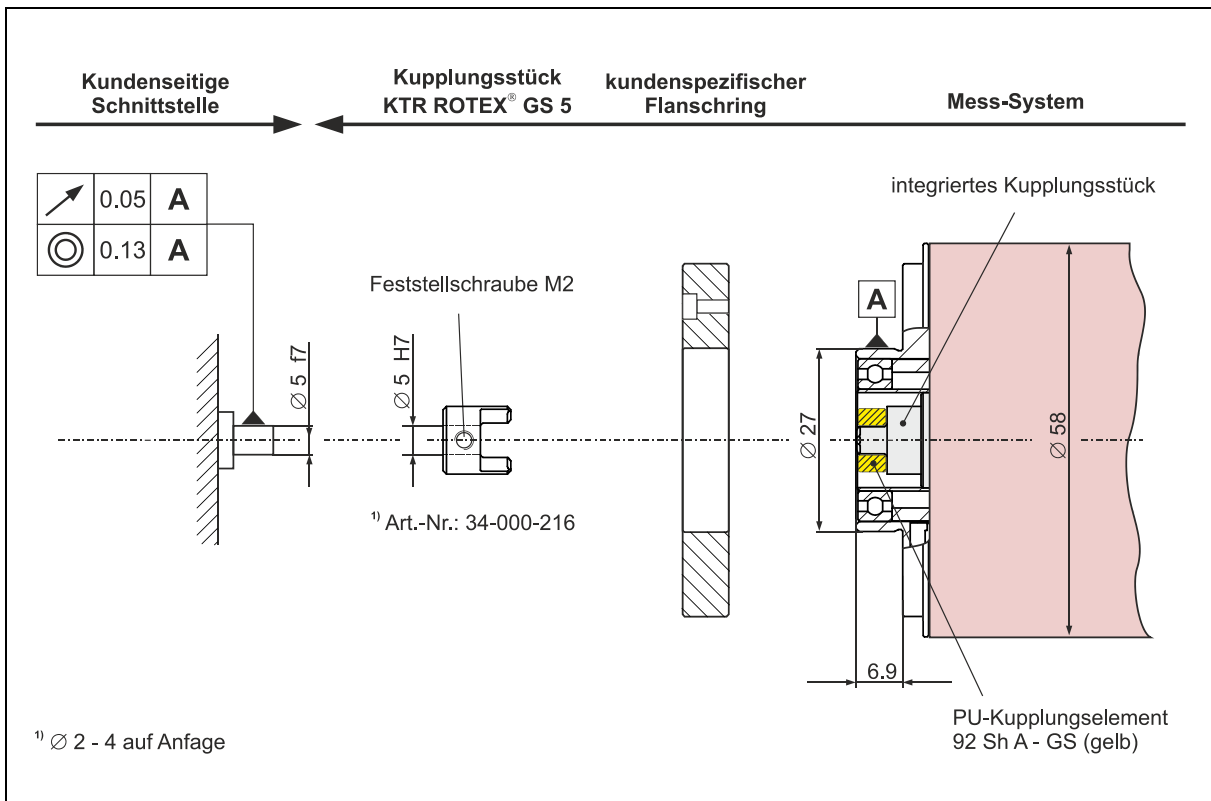 Kundenseitige
Schnittstelle
Kupplungsstück
KTR ROTEX® GS 5
kundenspezifischer
Flanschring
Mess-System
0.05 A
0.13 A
integriertes Kupplungsstück
Feststellschraube M2
A
∅ 5 f7
∅ 5 H7
∅ 27
∅ 58
1) Art.-Nr.: 34-000-216
6.9
PU-Kupplungselement
92 Sh A - GS (gelb)
1) ∅ 2 - 4 auf Anfage